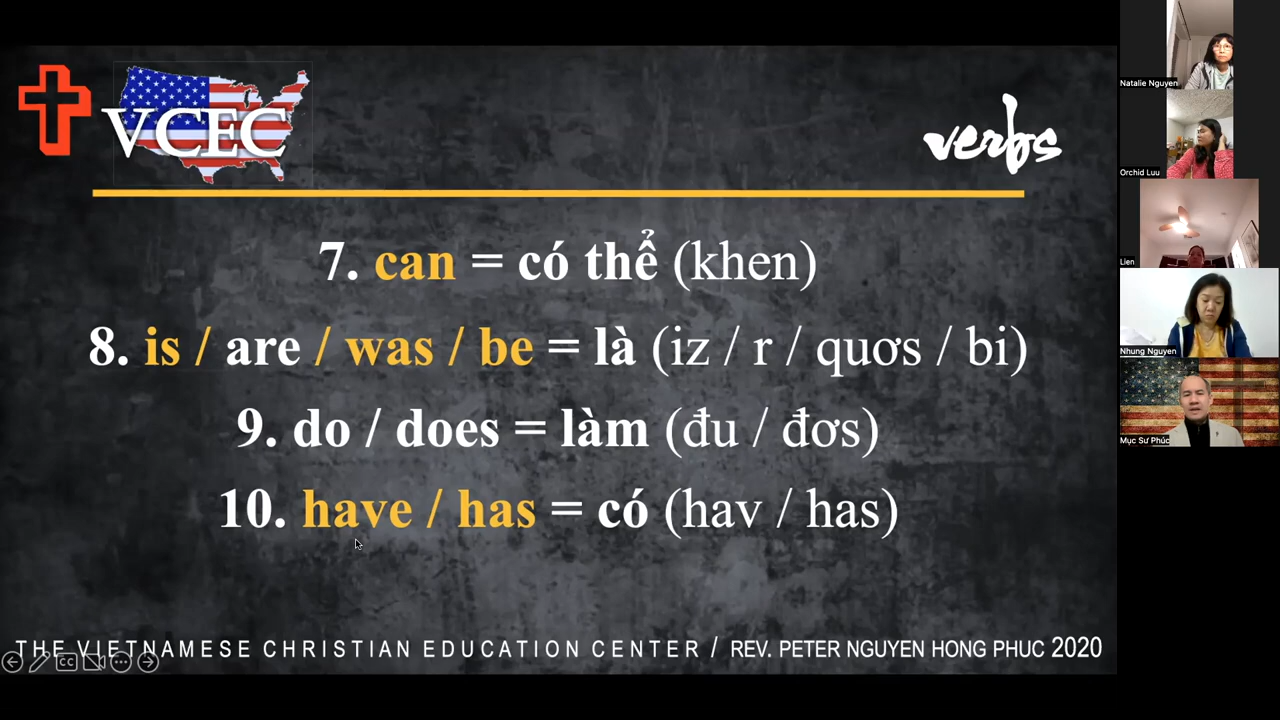 VCEC
verbs
7. can = có thể (khen)
8. is / are / was / be = là (iz / r / quơs / bi)
9. do / does = làm (đu / đơs)
10. have / has = có (hav / has)
THE VIETNAMESE CHRISTIAN EDUCATION CENTER / REV. PETER NGUYEN HONG PHUC 2020
CC
Natalie Nguyen
Orchid Luu
Lien
Nhung Nguyen
Mục Sư Phúc